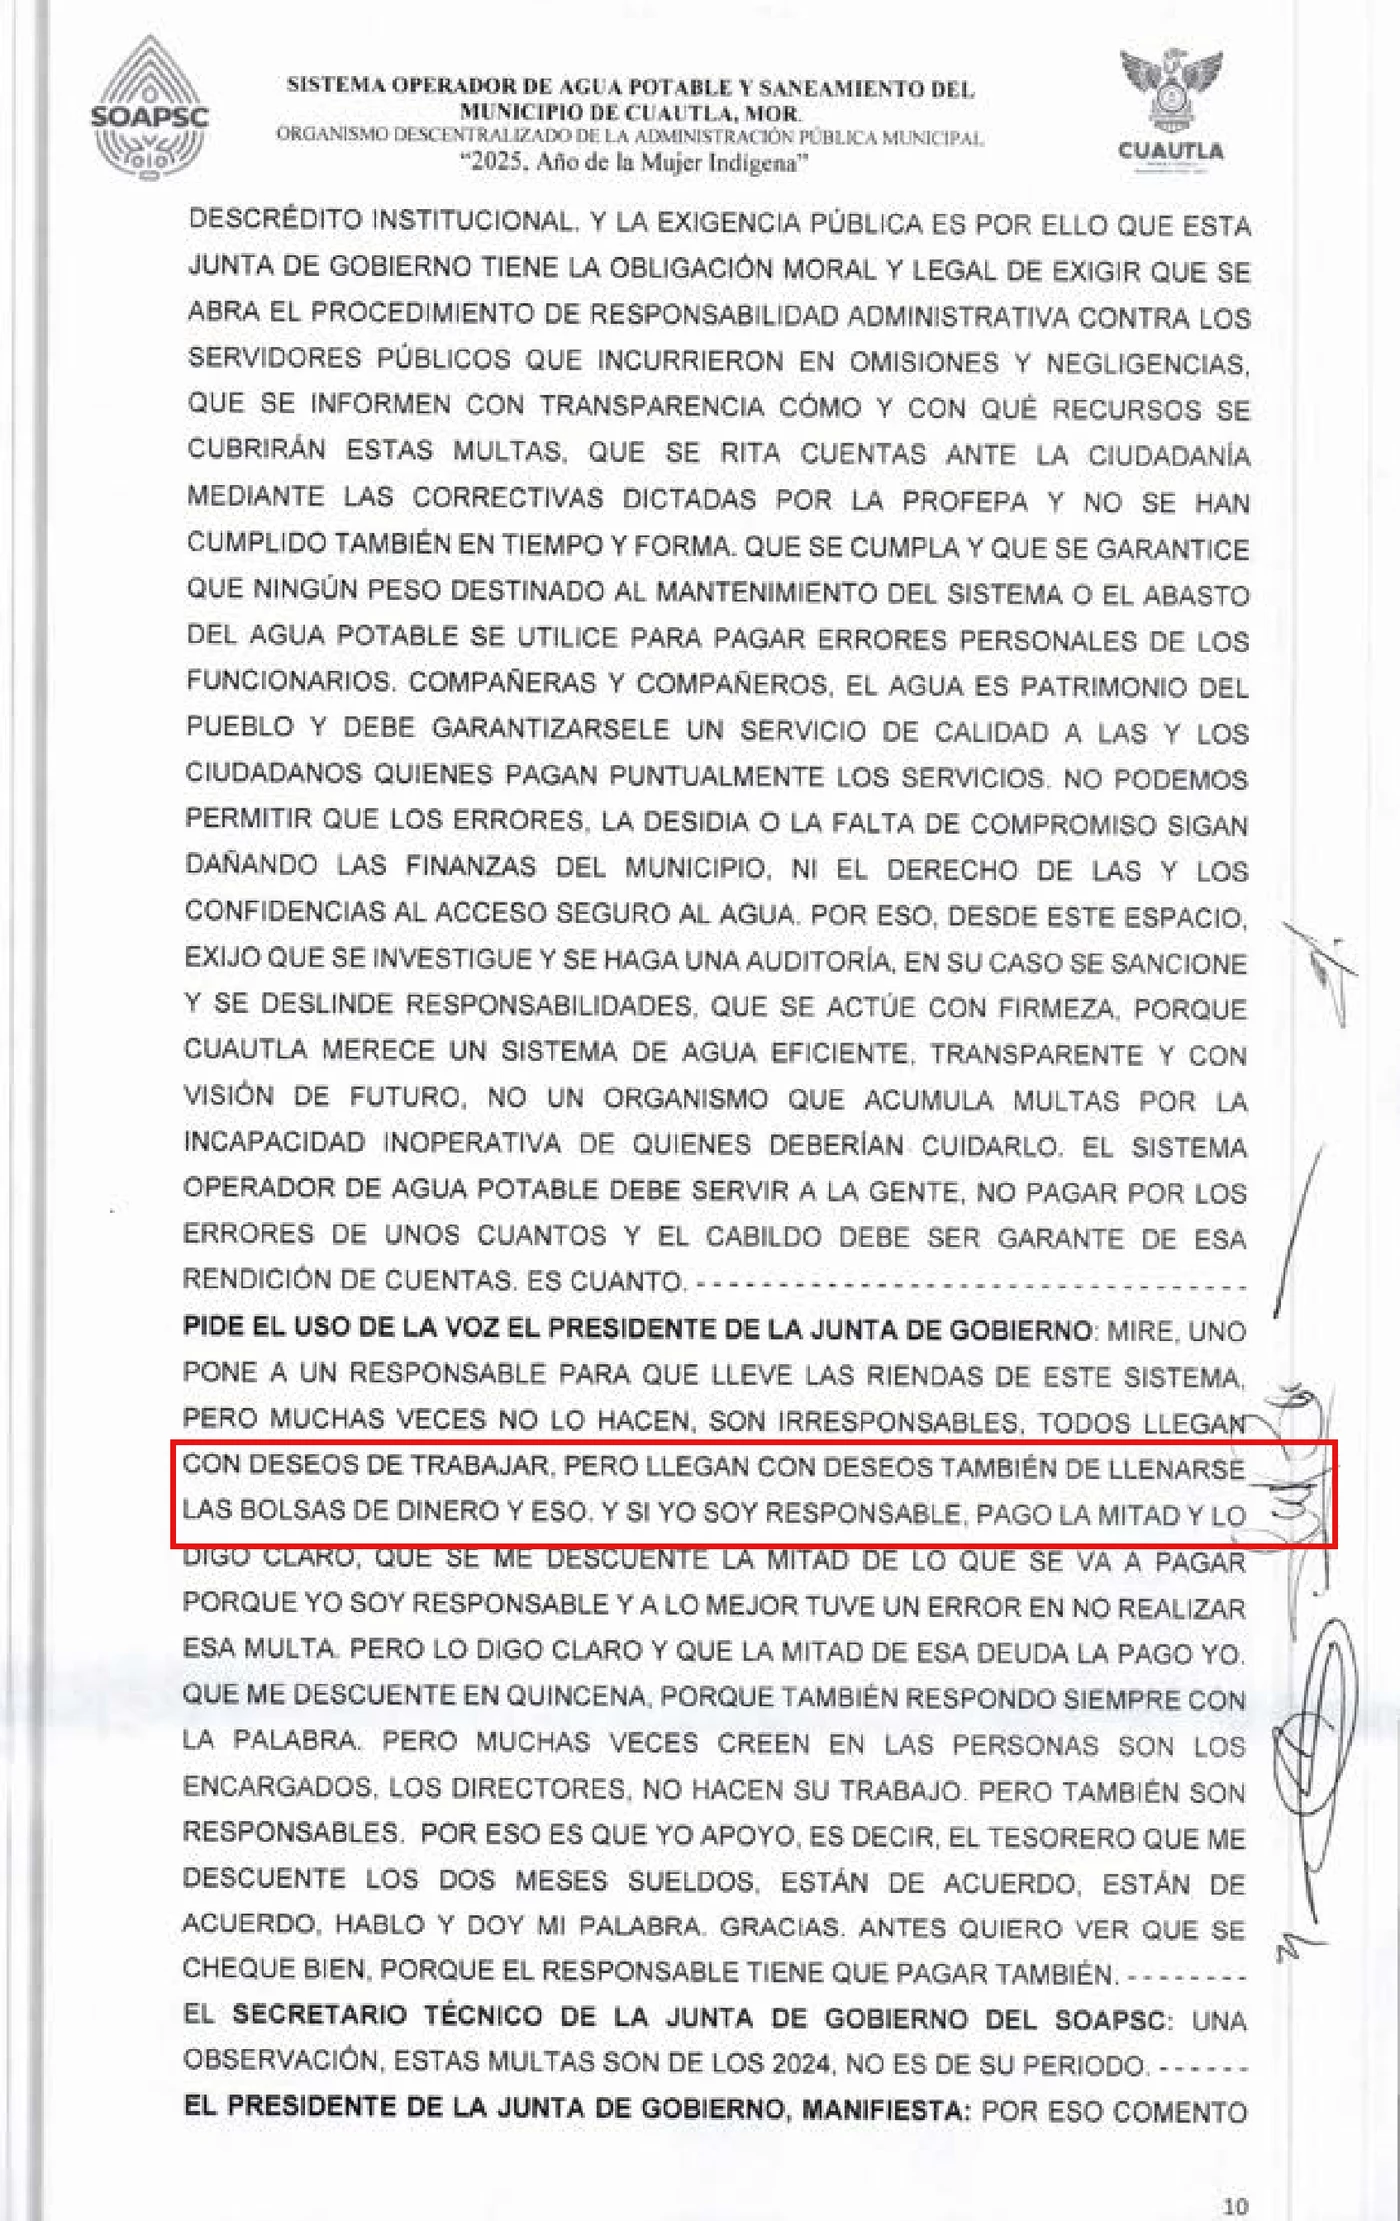 SOAPSC
SISTEMA OPERADOR DE AGUA POTABLE Y SANEAMIENTO DEL
MUNICIPIO DE CUAUTLA, MOR.
ORGANISMO DESCENTRALIZADO DE LA ADMINISTRACIÓN PÚBLICA MUNICIPAL
“2025, Año de la Mujer Indígena”
CUAUTLA
DESCRÉDITO INSTITUCIONAL. Y LA EXIGENCIA PÚBLICA ES POR ELLO QUE ESTA
JUNTA DE GOBIERNO TIENE LA OBLIGACIÓN MORAL Y LEGAL DE EXIGIR QUE SE
ABRA EL PROCEDIMIENTO DE RESPONSABILIDAD ADMINISTRATIVA CONTRA LOS
SERVIDORES PÚBLICOS QUE INCURRIERON EN OMISIONES Y NEGLIGENCIAS,
QUE SE INFORMEN CON TRANSPARENCIA CÓMO Y CON QUÉ RECURSOS SE
CUBRIRÁN ESTAS MULTAS, QUE SE RITA CUENTAS ANTE LA CIUDADANÍA
MEDIANTE LAS CORRECTIVAS DICTADAS POR LA PROFEPA Y NO SE HAN
CUMPLIDO TAMBIÉN EN TIEMPO Y FORMA. QUE SE CUMPLA Y QUE SE GARANTICE
QUE NINGÚN PESO DESTINADO AL MANTENIMIENTO DEL SISTEMA O EL ABASTO
DEL AGUA POTABLE SE UTILICE PARA PAGAR ERRORES PERSONALES DE LOS
FUNCIONARIOS. COMPAÑERAS Y COMPAÑEROS, EL AGUA ES PATRIMONIO DEL
PUEBLO Y DEBE GARANTIZARSELE UN SERVICIO DE CALIDAD A LAS Y LOS
CIUDADANOS QUIENES PAGAN PUNTUALMENTE LOS SERVICIOS. NO PODEMOS
PERMITIR QUE LOS ERRORES, LA DESIDIA O LA FALTA DE COMPROMISO SIGAN
DAÑANDO LAS FINANZAS DEL MUNICIPIO, NI EL DERECHO DE LAS Y LOS
CONFIDENCIAS AL ACCESO SEGURO AL AGUA. POR ESO, DESDE ESTE ESPACIO,
EXIJO QUE SE INVESTIGUE Y SE HAGA UNA AUDITORÍA, EN SU CASO SE SANCIONE
Y SE DESLINDE RESPONSABILIDADES, QUE SE ACTÚE CON FIRMEZA, PORQUE
CUAUTLA MERECE UN SISTEMA DE AGUA EFICIENTE, TRANSPARENTE Y CON
VISIÓN DE FUTURO, NO UN ORGANISMO QUE ACUMULA MULTAS POR LA
INCAPACIDAD INOPERATIVA DE QUIENES DEBERÍAN CUIDARLO. EL SISTEMA
OPERADOR DE AGUA POTABLE DEBE SERVIR A LA GENTE, NO PAGAR POR LOS
ERRORES DE UNOS CUANTOS Y EL CABILDO DEBE SER GARANTE DE ESA
RENDICIÓN DE CUENTAS. ES CUANTO. - - - - - - - - - - - - - - - - - - - - - - - - - - - - - - - - - - -
PIDE EL USO DE LA VOZ EL PRESIDENTE DE LA JUNTA DE GOBIERNO: MIRE, UNO
PONE A UN RESPONSABLE PARA QUE LLEVE LAS RIENDAS DE ESTE SISTEMA,
PERO MUCHAS VECES NO LO HACEN, SON IRRESPONSABLES, TODOS LLEGAN
CON DESEOS DE TRABAJAR, PERO LLEGAN CON DESEOS TAMBIÉN DE LLENARSE
LAS BOLSAS DE DINERO Y ESO. Y SI YO SOY RESPONSABLE, PAGO LA MITAD Y LO
DIGO CLARO, QUE SE ME DESCUENTE LA MITAD DE LO QUE SE VA A PAGAR
PORQUE YO SOY RESPONSABLE Y A LO MEJOR TUVE UN ERROR EN NO REALIZAR
ESA MULTA. PERO LO DIGO CLARO Y QUE LA MITAD DE ESA DEUDA LA PAGO YO.
QUE ME DESCUENTE EN QUINCENA, PORQUE TAMBIÉN RESPONDO SIEMPRE CON
LA PALABRA. PERO MUCHAS VECES CREEN EN LAS PERSONAS SON LOS
ENCARGADOS, LOS DIRECTORES, NO HACEN SU TRABAJO. PERO TAMBIÉN SON
RESPONSABLES. POR ESO ES QUE YO APOYO, ES DECIR, EL TESORERO QUE ME
DESCUENTE LOS DOS MESES SUELDOS, ESTÁN DE ACUERDO, ESTÁN DE
ACUERDO, HABLO Y DOY MI PALABRA. GRACIAS. ANTES QUIERO VER QUE SE
CHEQUE BIEN, PORQUE EL RESPONSABLE TIENE QUE PAGAR TAMBIÉN. - - - - - - - -
EL SECRETARIO TÉCNICO DE LA JUNTA DE GOBIERNO DEL SOAPSC: UNA
OBSERVACIÓN, ESTAS MULTAS SON DE LOS 2024, NO ES DE SU PERIODO. - - - - - -
EL PRESIDENTE DE LA JUNTA DE GOBIERNO, MANIFIESTA: POR ESO COMENTO
10